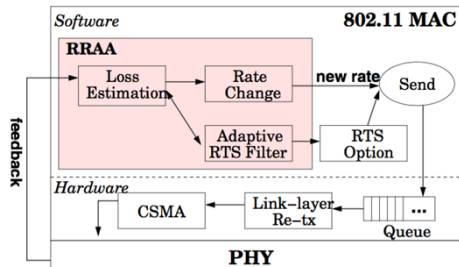 Software
802.11 MAC
RRAA
Loss
Estimation
Rate
Change
new rate
Send
Adaptive
RTS Filter
RTS
Option
feedback
Hardware
CSMA
Link-layer
Re-tx
...
Queue
PHY